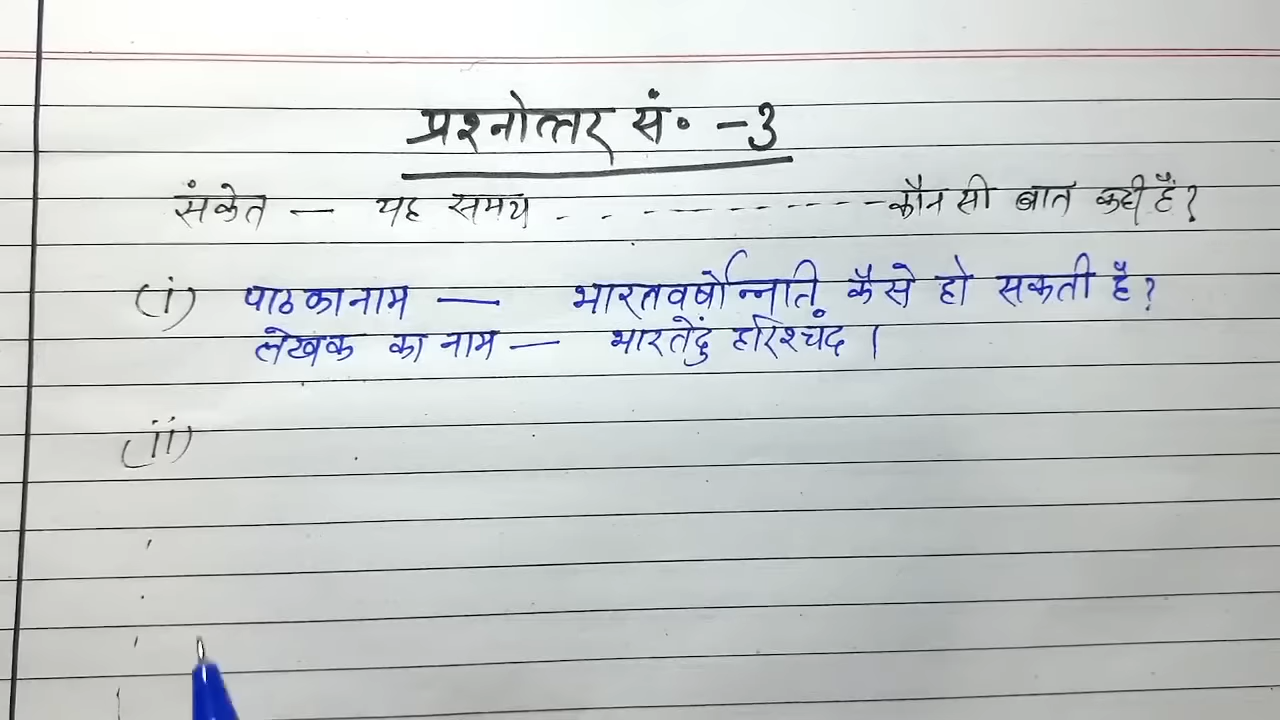 प्रश्नोत्तर सं॰ -3
संकेत — यह समय - - - - - - - - - - - - कौन सी बात कही है?
(i) पाठ का नाम — भारतवर्षोन्नति कैसे हो सकती है?
लेखक का नाम — भारतेंदु हरिश्चंद ।
(ii)